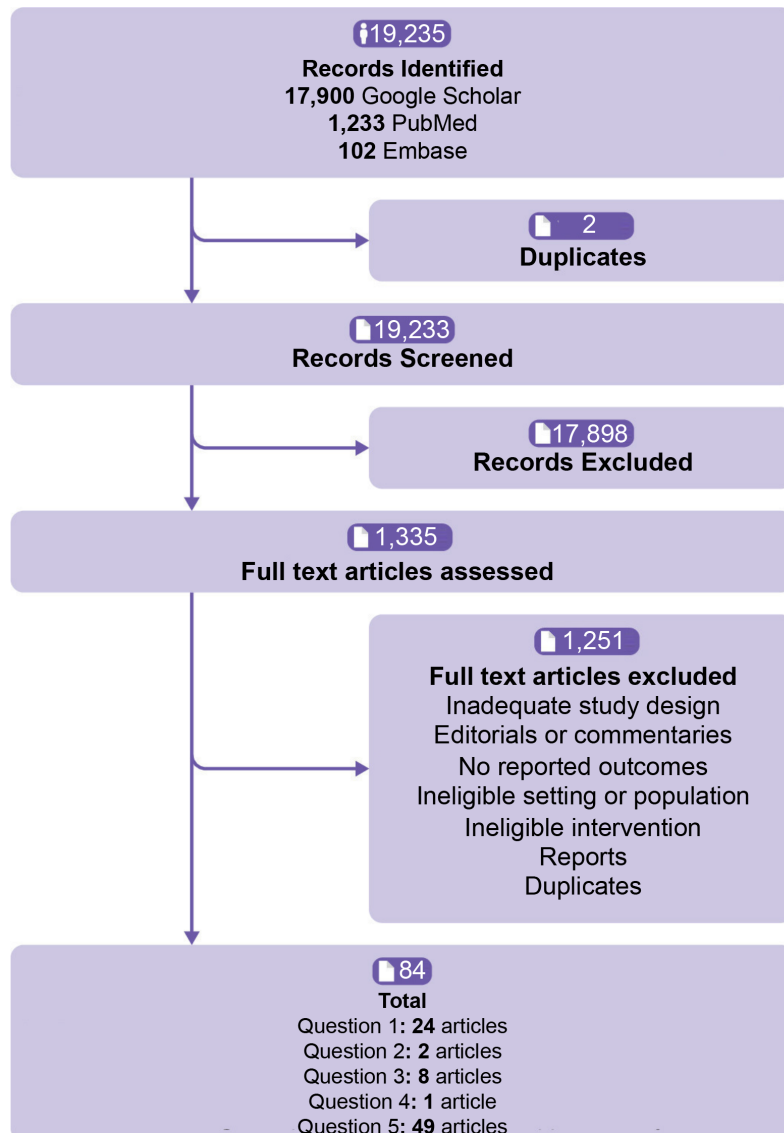 19,235
Records Identified
17,900 Google Scholar
1,233 PubMed
102 Embase
2
Duplicates
19,233
Records Screened
17,898
Records Excluded
1,335
Full text articles assessed
1,251
Full text articles excluded
Inadequate study design
Editorials or commentaries
No reported outcomes
Ineligible setting or population
Ineligible intervention
Reports
Duplicates
84
Total
Question 1: 24 articles
Question 2: 2 articles
Question 3: 8 articles
Question 4: 1 article
Question 5: 49 articles